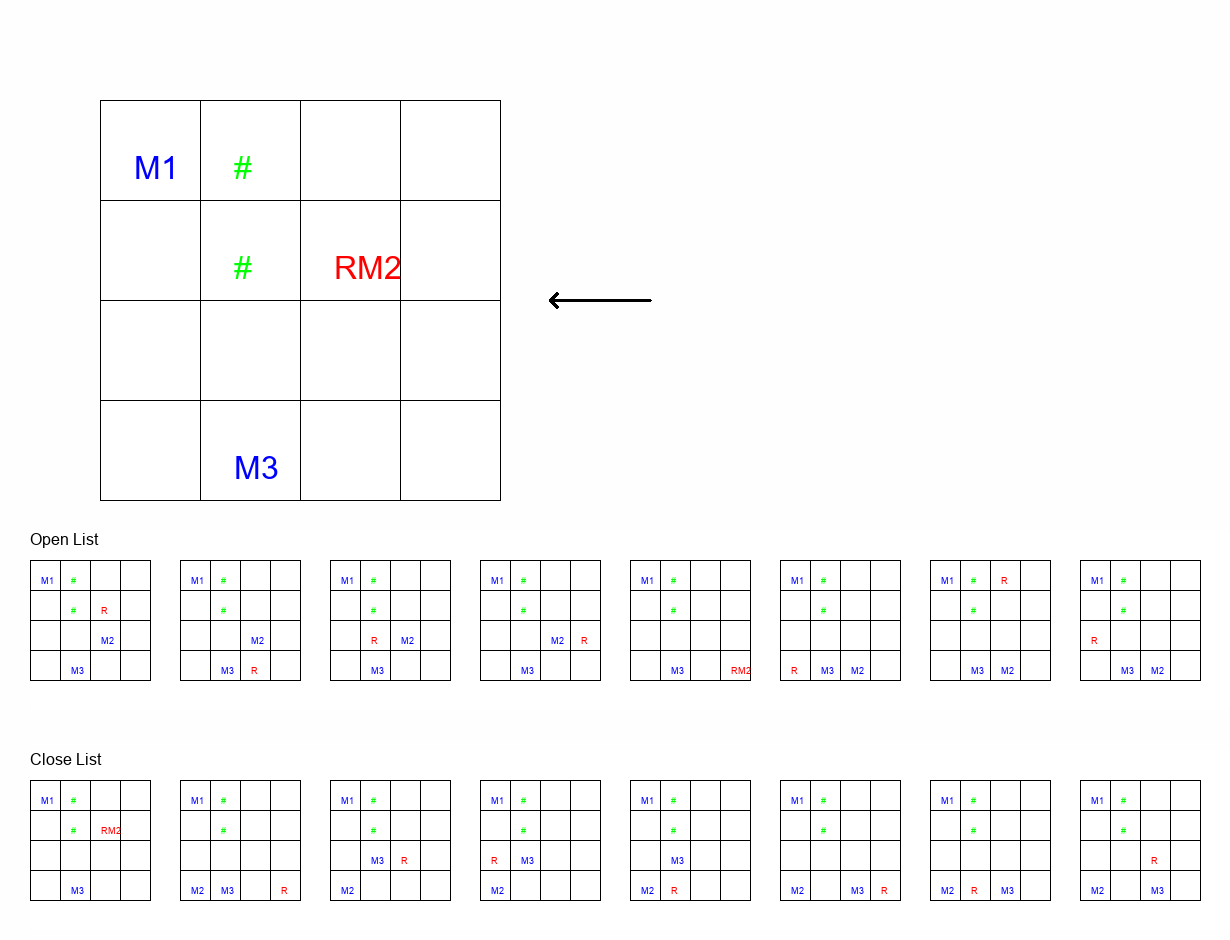 M1 #
# RM2
M3
Open List
M1 # M1 # M1 # M1 # M1 # M1 # M1 # R M1 #
# R # # # # # # #
M2 M2 R M2 M2 R R
M3 M3 R M3 M3 M3 RM2 R M3 M2 M3 M2 M3 M2
Close List
M1 # M1 # M1 # M1 # M1 # M1 # M1 # M1 #
# RM2 # # # # # # #
M3 R R M3 M3 R
M3 M2 M3 R M2 M2 M2 R M2 M3 R M2 R M3 M2 M3